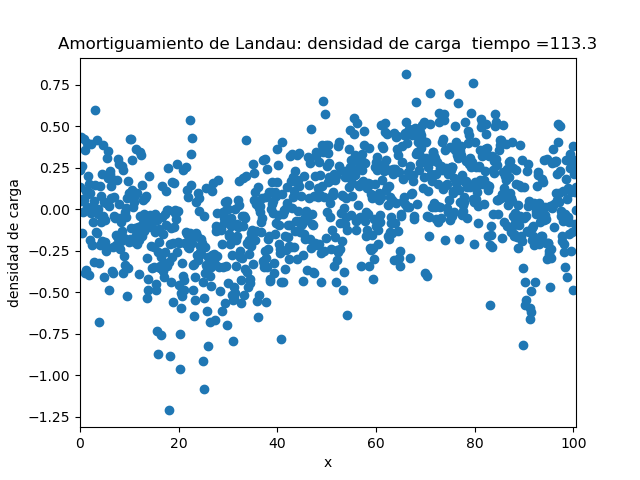 Amortiguamiento de Landau: densidad de carga  tiempo =113.3
0.75
0.50
0.25
0.00
−0.25
−0.50
−0.75
−1.00
−1.25
densidad de carga
0 20 40 60 80 100
x